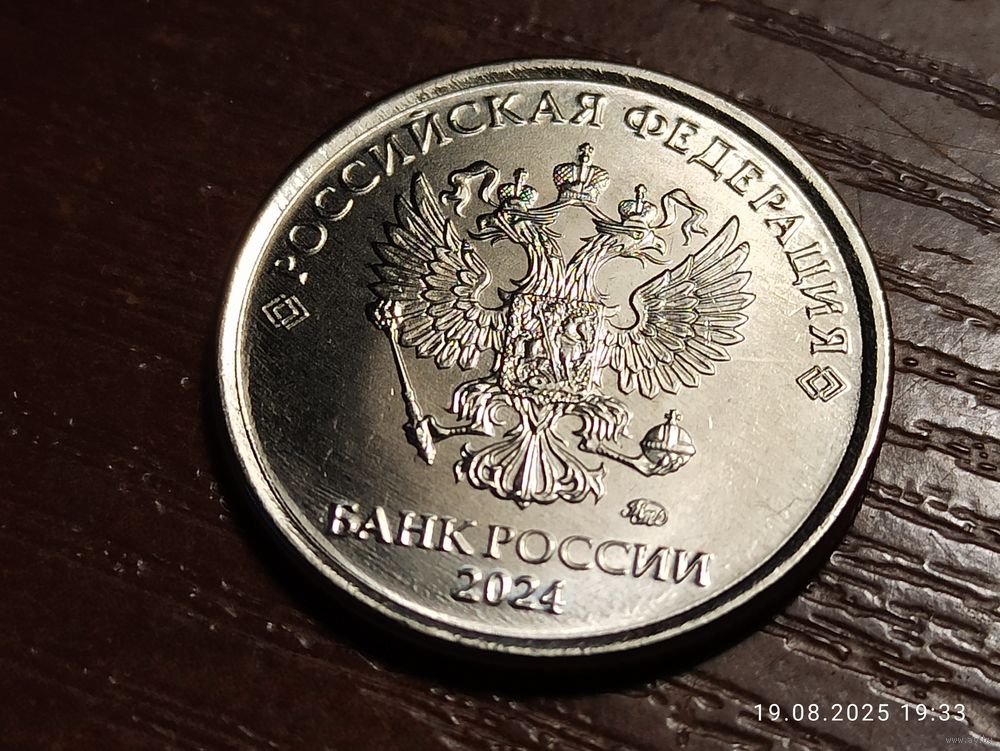 РОССИЙСКАЯ ФЕДЕРАЦИЯ
БАНК РОССИИ
2024
19.08.2025 19:33